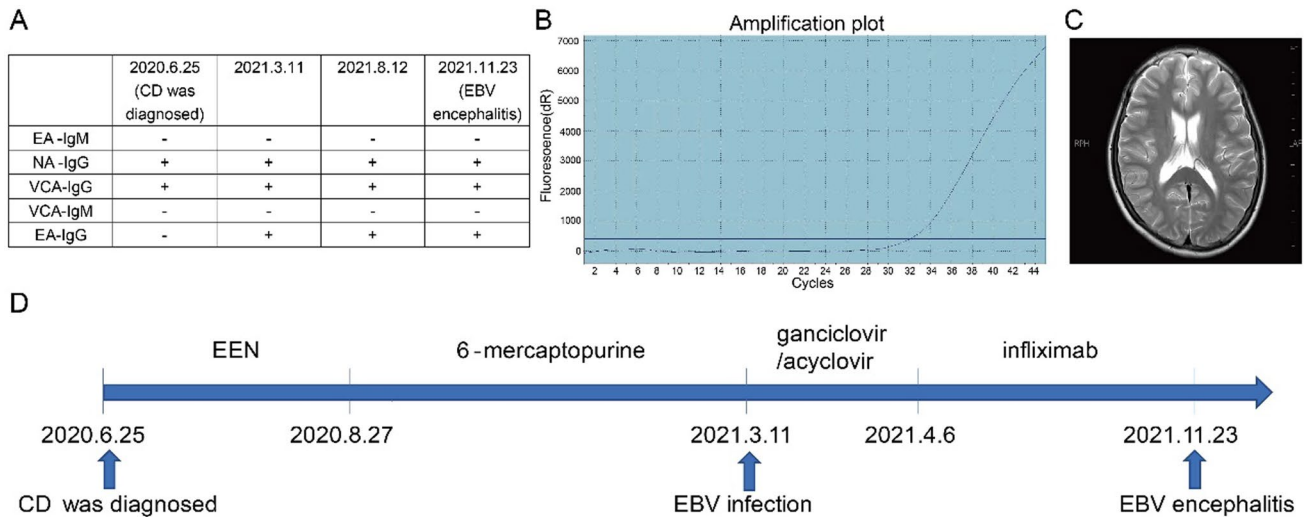 A
2020.6.25 (CD was diagnosed) 2021.3.11 2021.8.12 2021.11.23 (EBV encephalitis)
EA-IgM - - - -
NA-IgG + + + +
VCA-IgG + + + +
VCA-IgM - - - -
EA-IgG - + + +
B
Amplification plot
Fluoresoenoe(dR)
7000
6000
5000
4000
3000
2000
1000
0
2 4 6 8 10 12 14 16 18 20 22 24 26 28 30 32 34 36 38 40 42 44
Cycles
C
RPH
D
EEN 6-mercaptopurine ganciclovir /acyclovir infliximab
2020.6.25 2020.8.27 2021.3.11 2021.4.6 2021.11.23
CD was diagnosed EBV infection EBV encephalitis